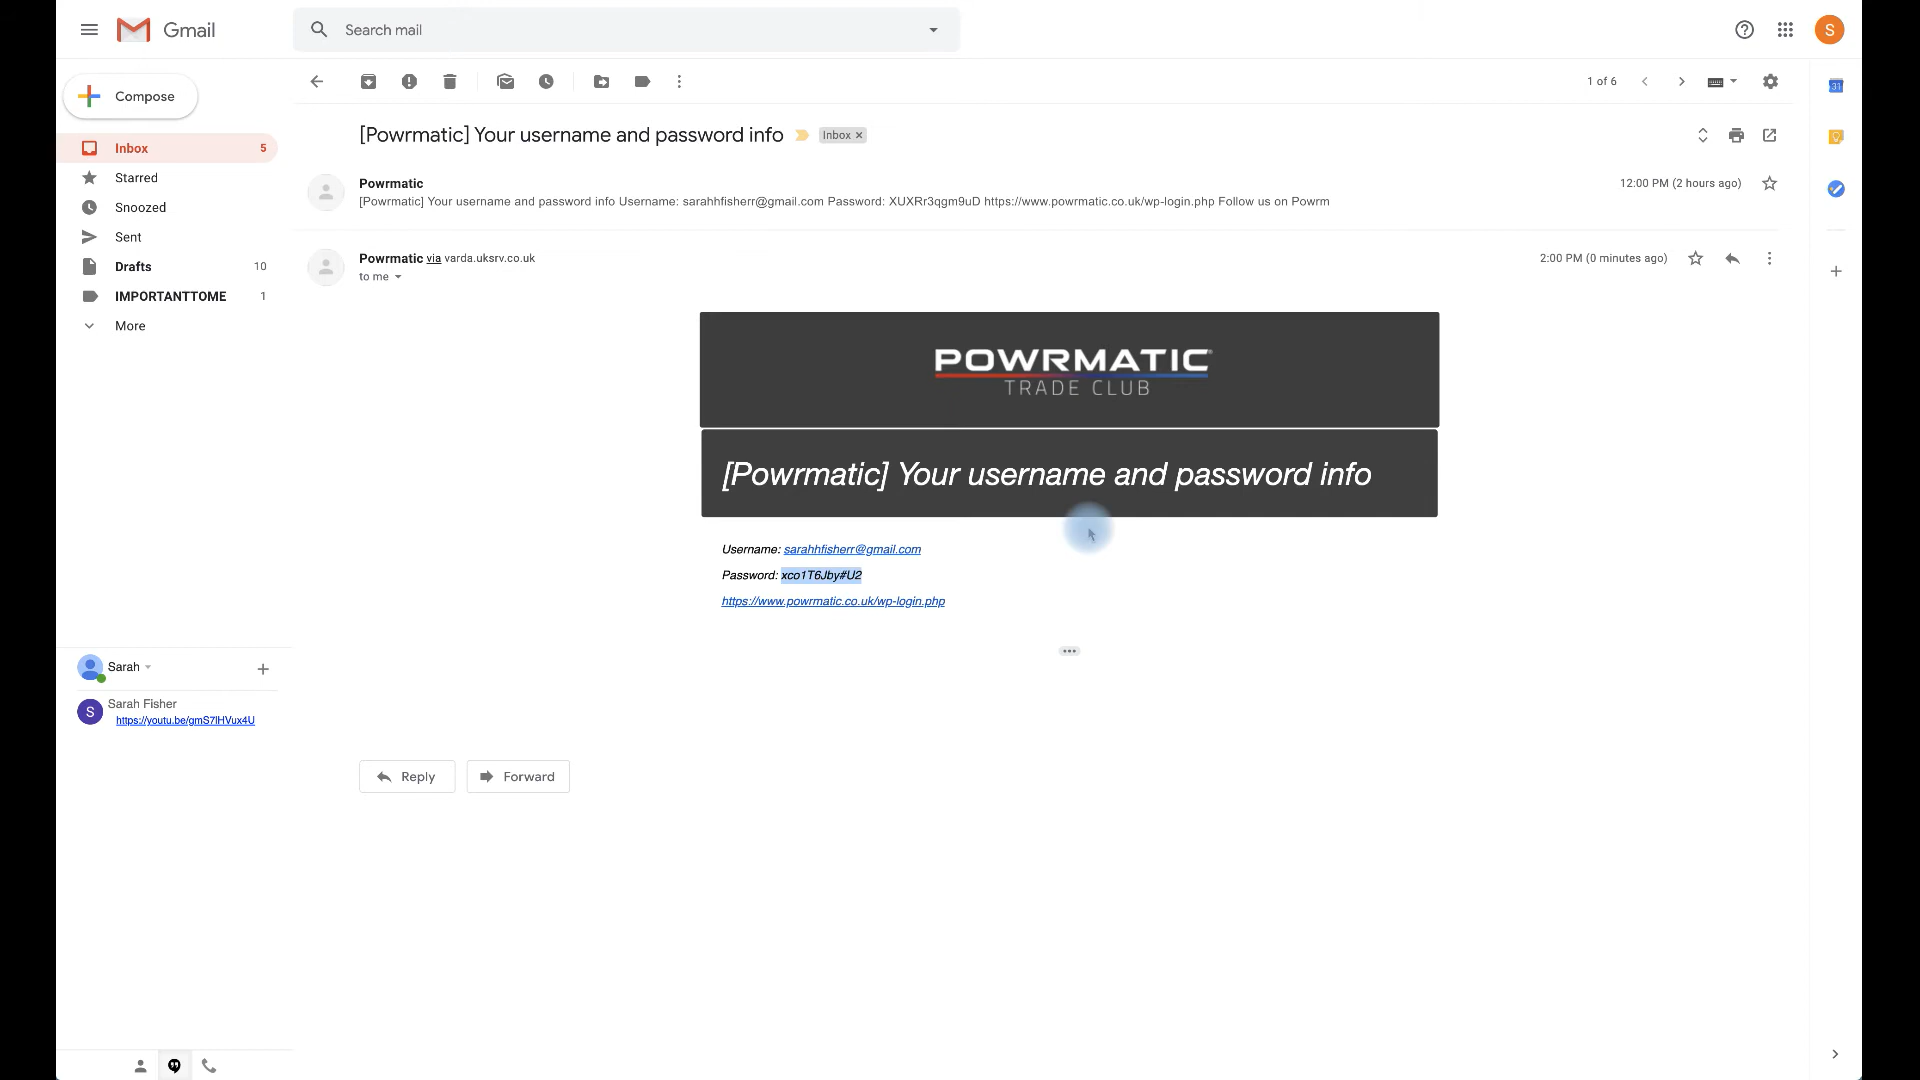 Gmail
Search mail
S
Compose
1 of 6
31
[Powrmatic] Your username and password info
Inbox ×
Inbox 5
Starred
Snoozed
Sent
Drafts 10
IMPORTANTTOME 1
More
Powrmatic
12:00 PM (2 hours ago)
[Powrmatic] Your username and password info Username: sarahhfisherr@gmail.com Password: XUXRr3qgm9uD https://www.powrmatic.co.uk/wp-login.php Follow us on Powrm
Powrmatic via varda.uksrv.co.uk
2:00 PM (0 minutes ago)
to me
POWRMATIC
TRADE CLUB
[Powrmatic] Your username and password info
Username: sarahhfisherr@gmail.com
Password: xco1T6Jby#U2
https://www.powrmatic.co.uk/wp-login.php
Sarah
S
Sarah Fisher
https://youtu.be/gmS7lHVux4U
Reply
Forward